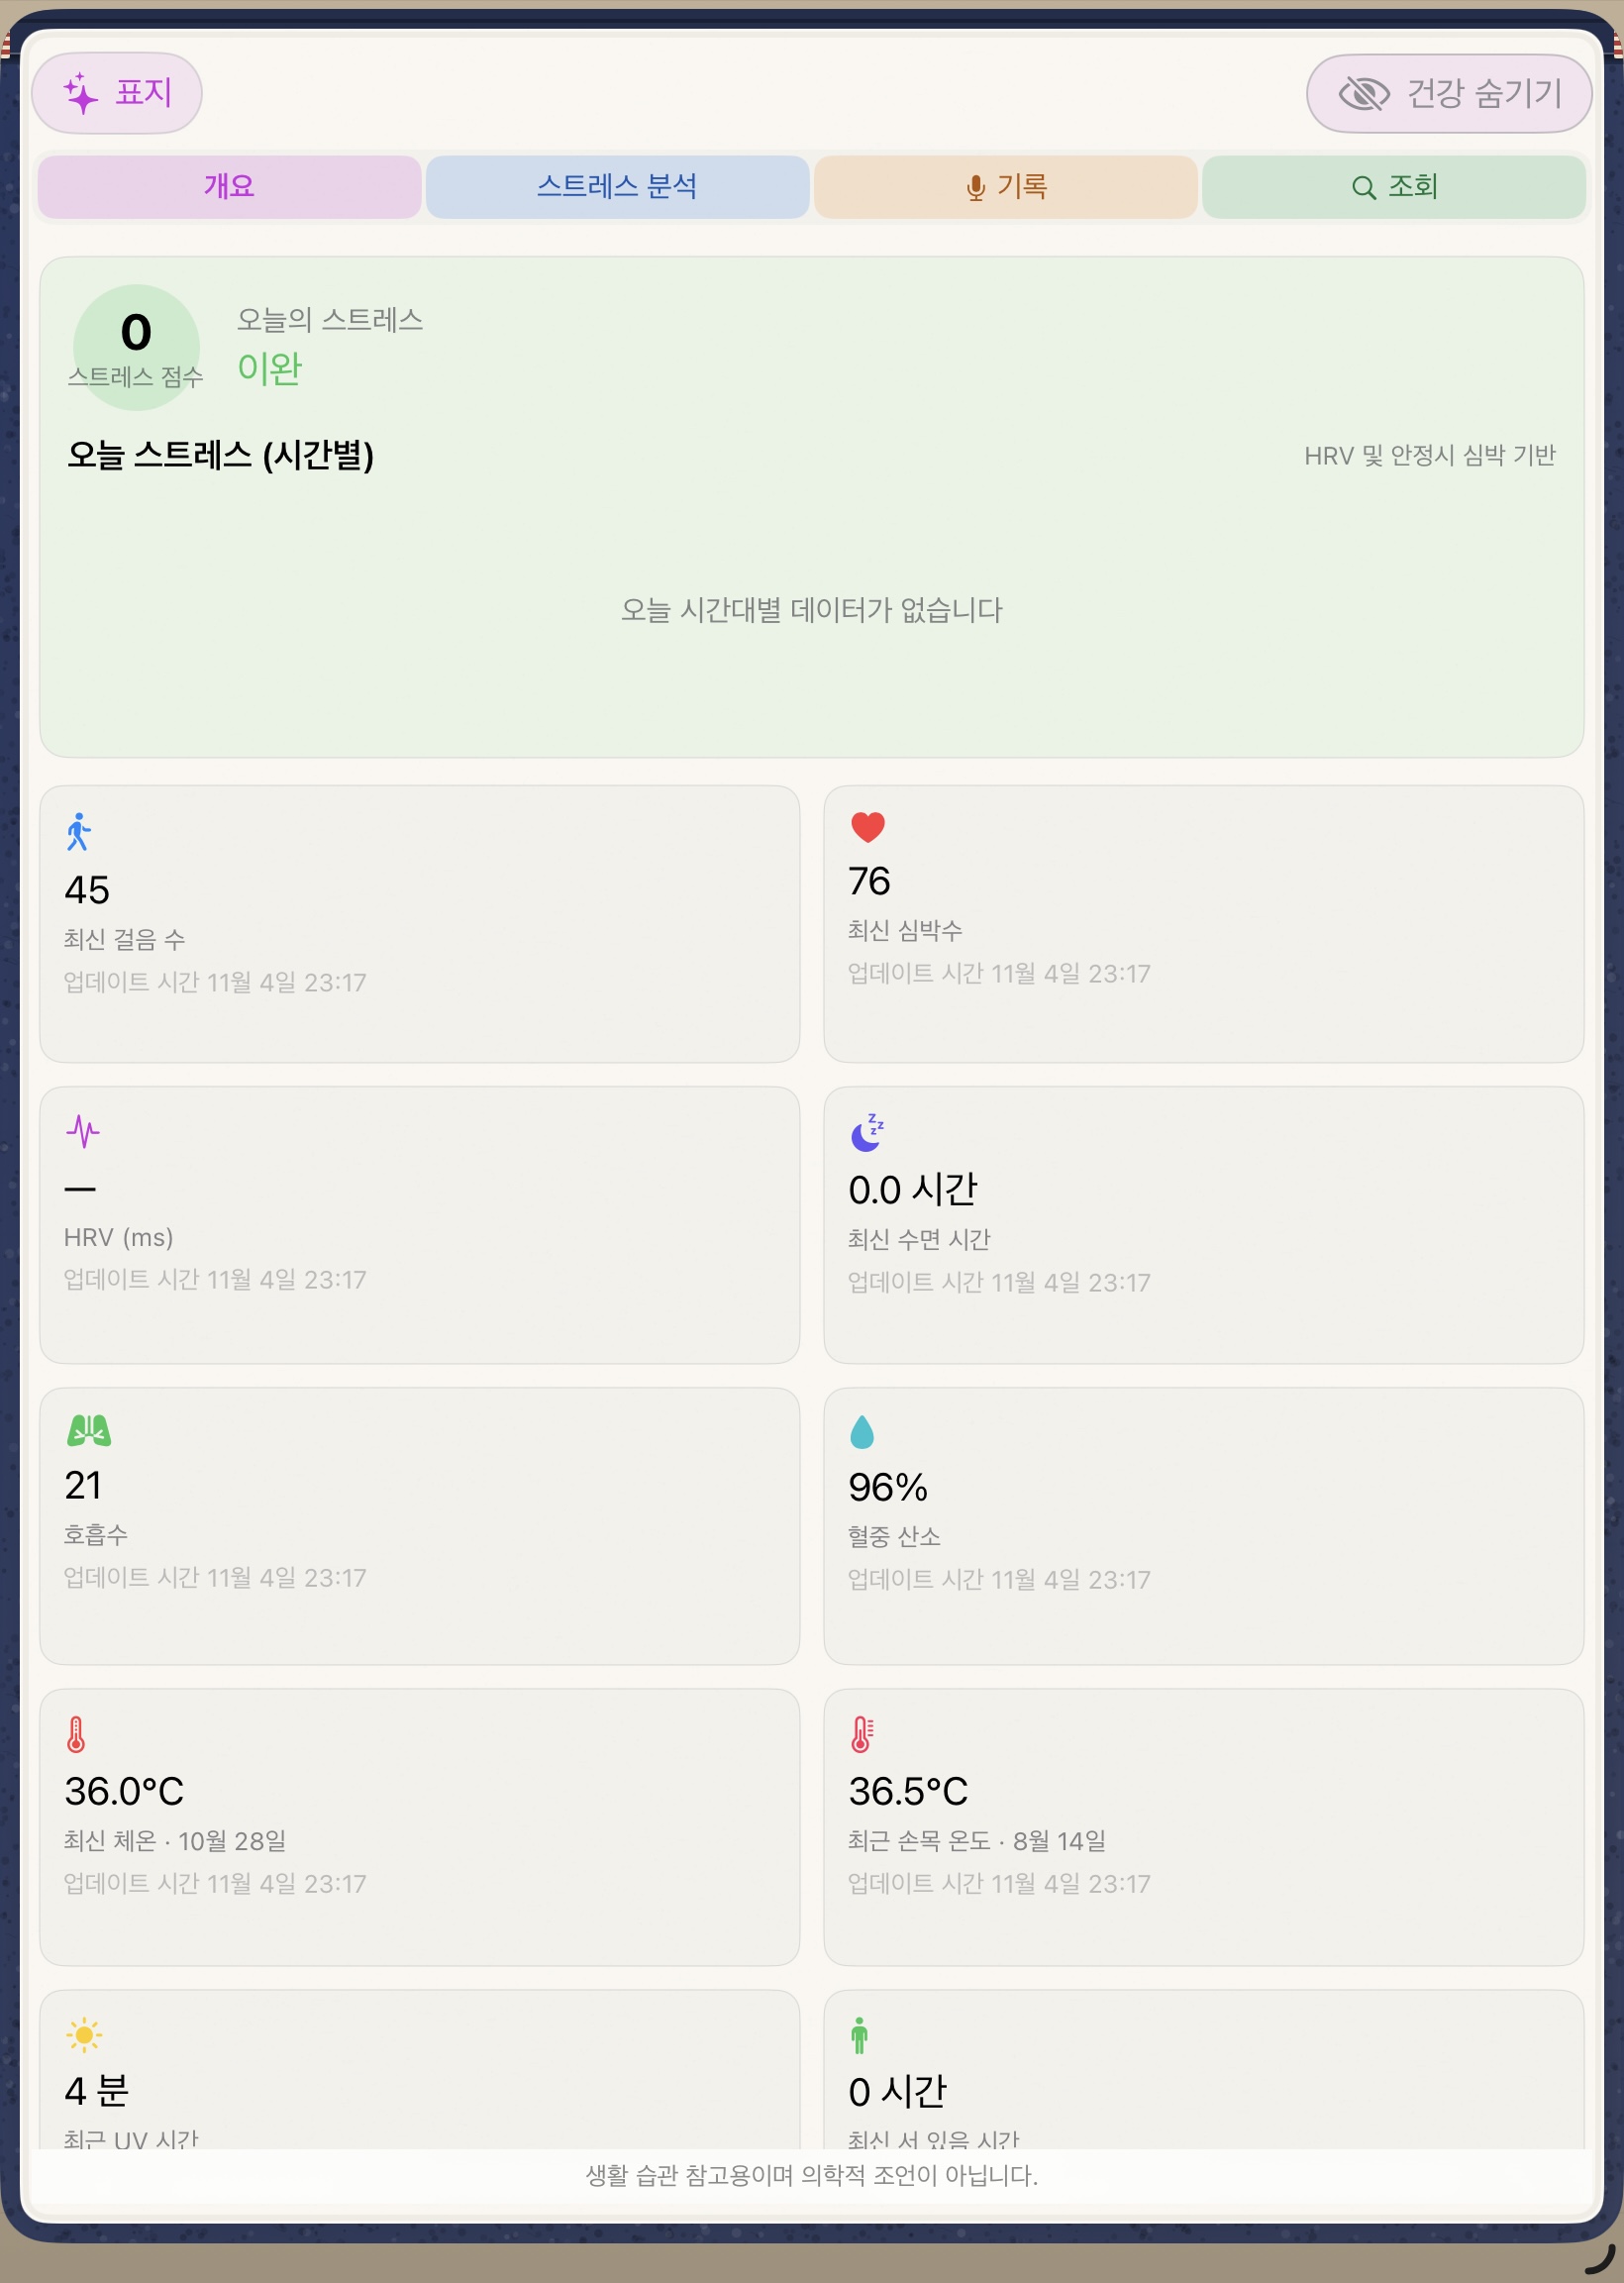 표지
건강 숨기기
개요
스트레스 분석
기록
조회
0
스트레스 점수
오늘의 스트레스
이완
오늘 스트레스 (시간별)
HRV 및 안정시 심박 기반
오늘 시간대별 데이터가 없습니다
45
최신 걸음 수
업데이트 시간 11월 4일 23:17
76
최신 심박수
업데이트 시간 11월 4일 23:17
—
HRV (ms)
업데이트 시간 11월 4일 23:17
0.0 시간
최신 수면 시간
업데이트 시간 11월 4일 23:17
21
호흡수
업데이트 시간 11월 4일 23:17
96%
혈중 산소
업데이트 시간 11월 4일 23:17
36.0°C
최신 체온 · 10월 28일
업데이트 시간 11월 4일 23:17
36.5°C
최근 손목 온도 · 8월 14일
업데이트 시간 11월 4일 23:17
4 분
최근 UV 시간
0 시간
최신 서 있음 시간
생활 습관 참고용이며 의학적 조언이 아닙니다.